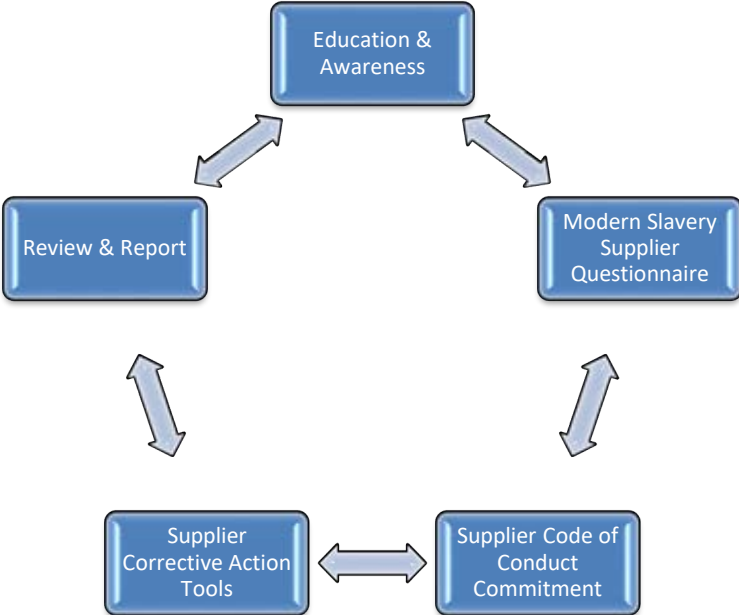 Education &
Awareness
Review & Report
Modern Slavery
Supplier
Questionnaire
Supplier
Corrective Action
Tools
Supplier Code of
Conduct
Commitment